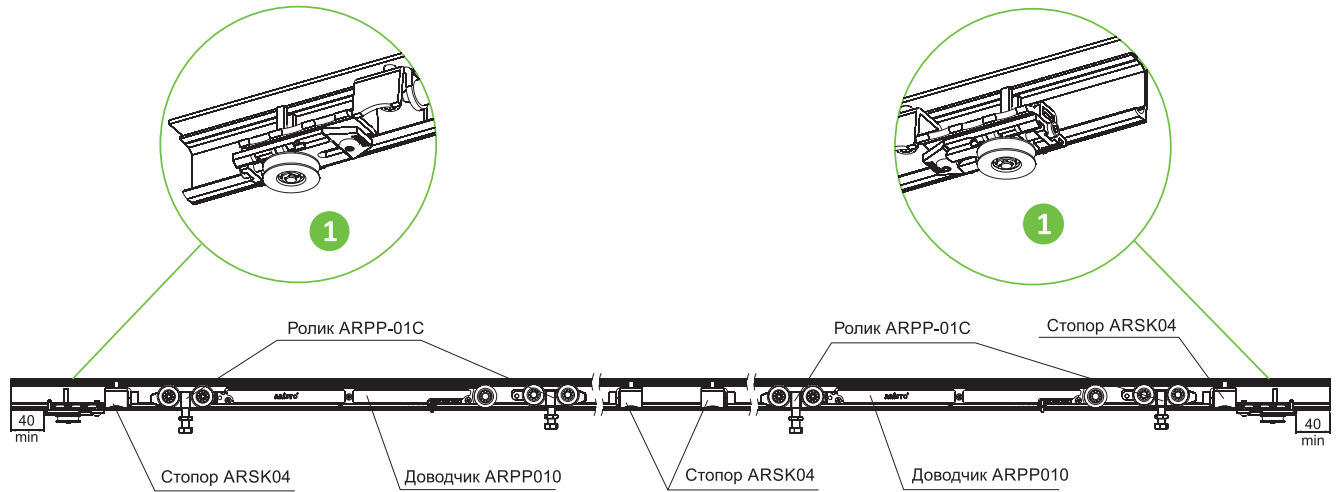 1
1
Ролик ARPP-01C
Ролик ARPP-01C
Стопор ARSK04
40
min
40
min
Стопор ARSK04
Доводчик ARPP010
Стопор ARSK04
Доводчик ARPP010